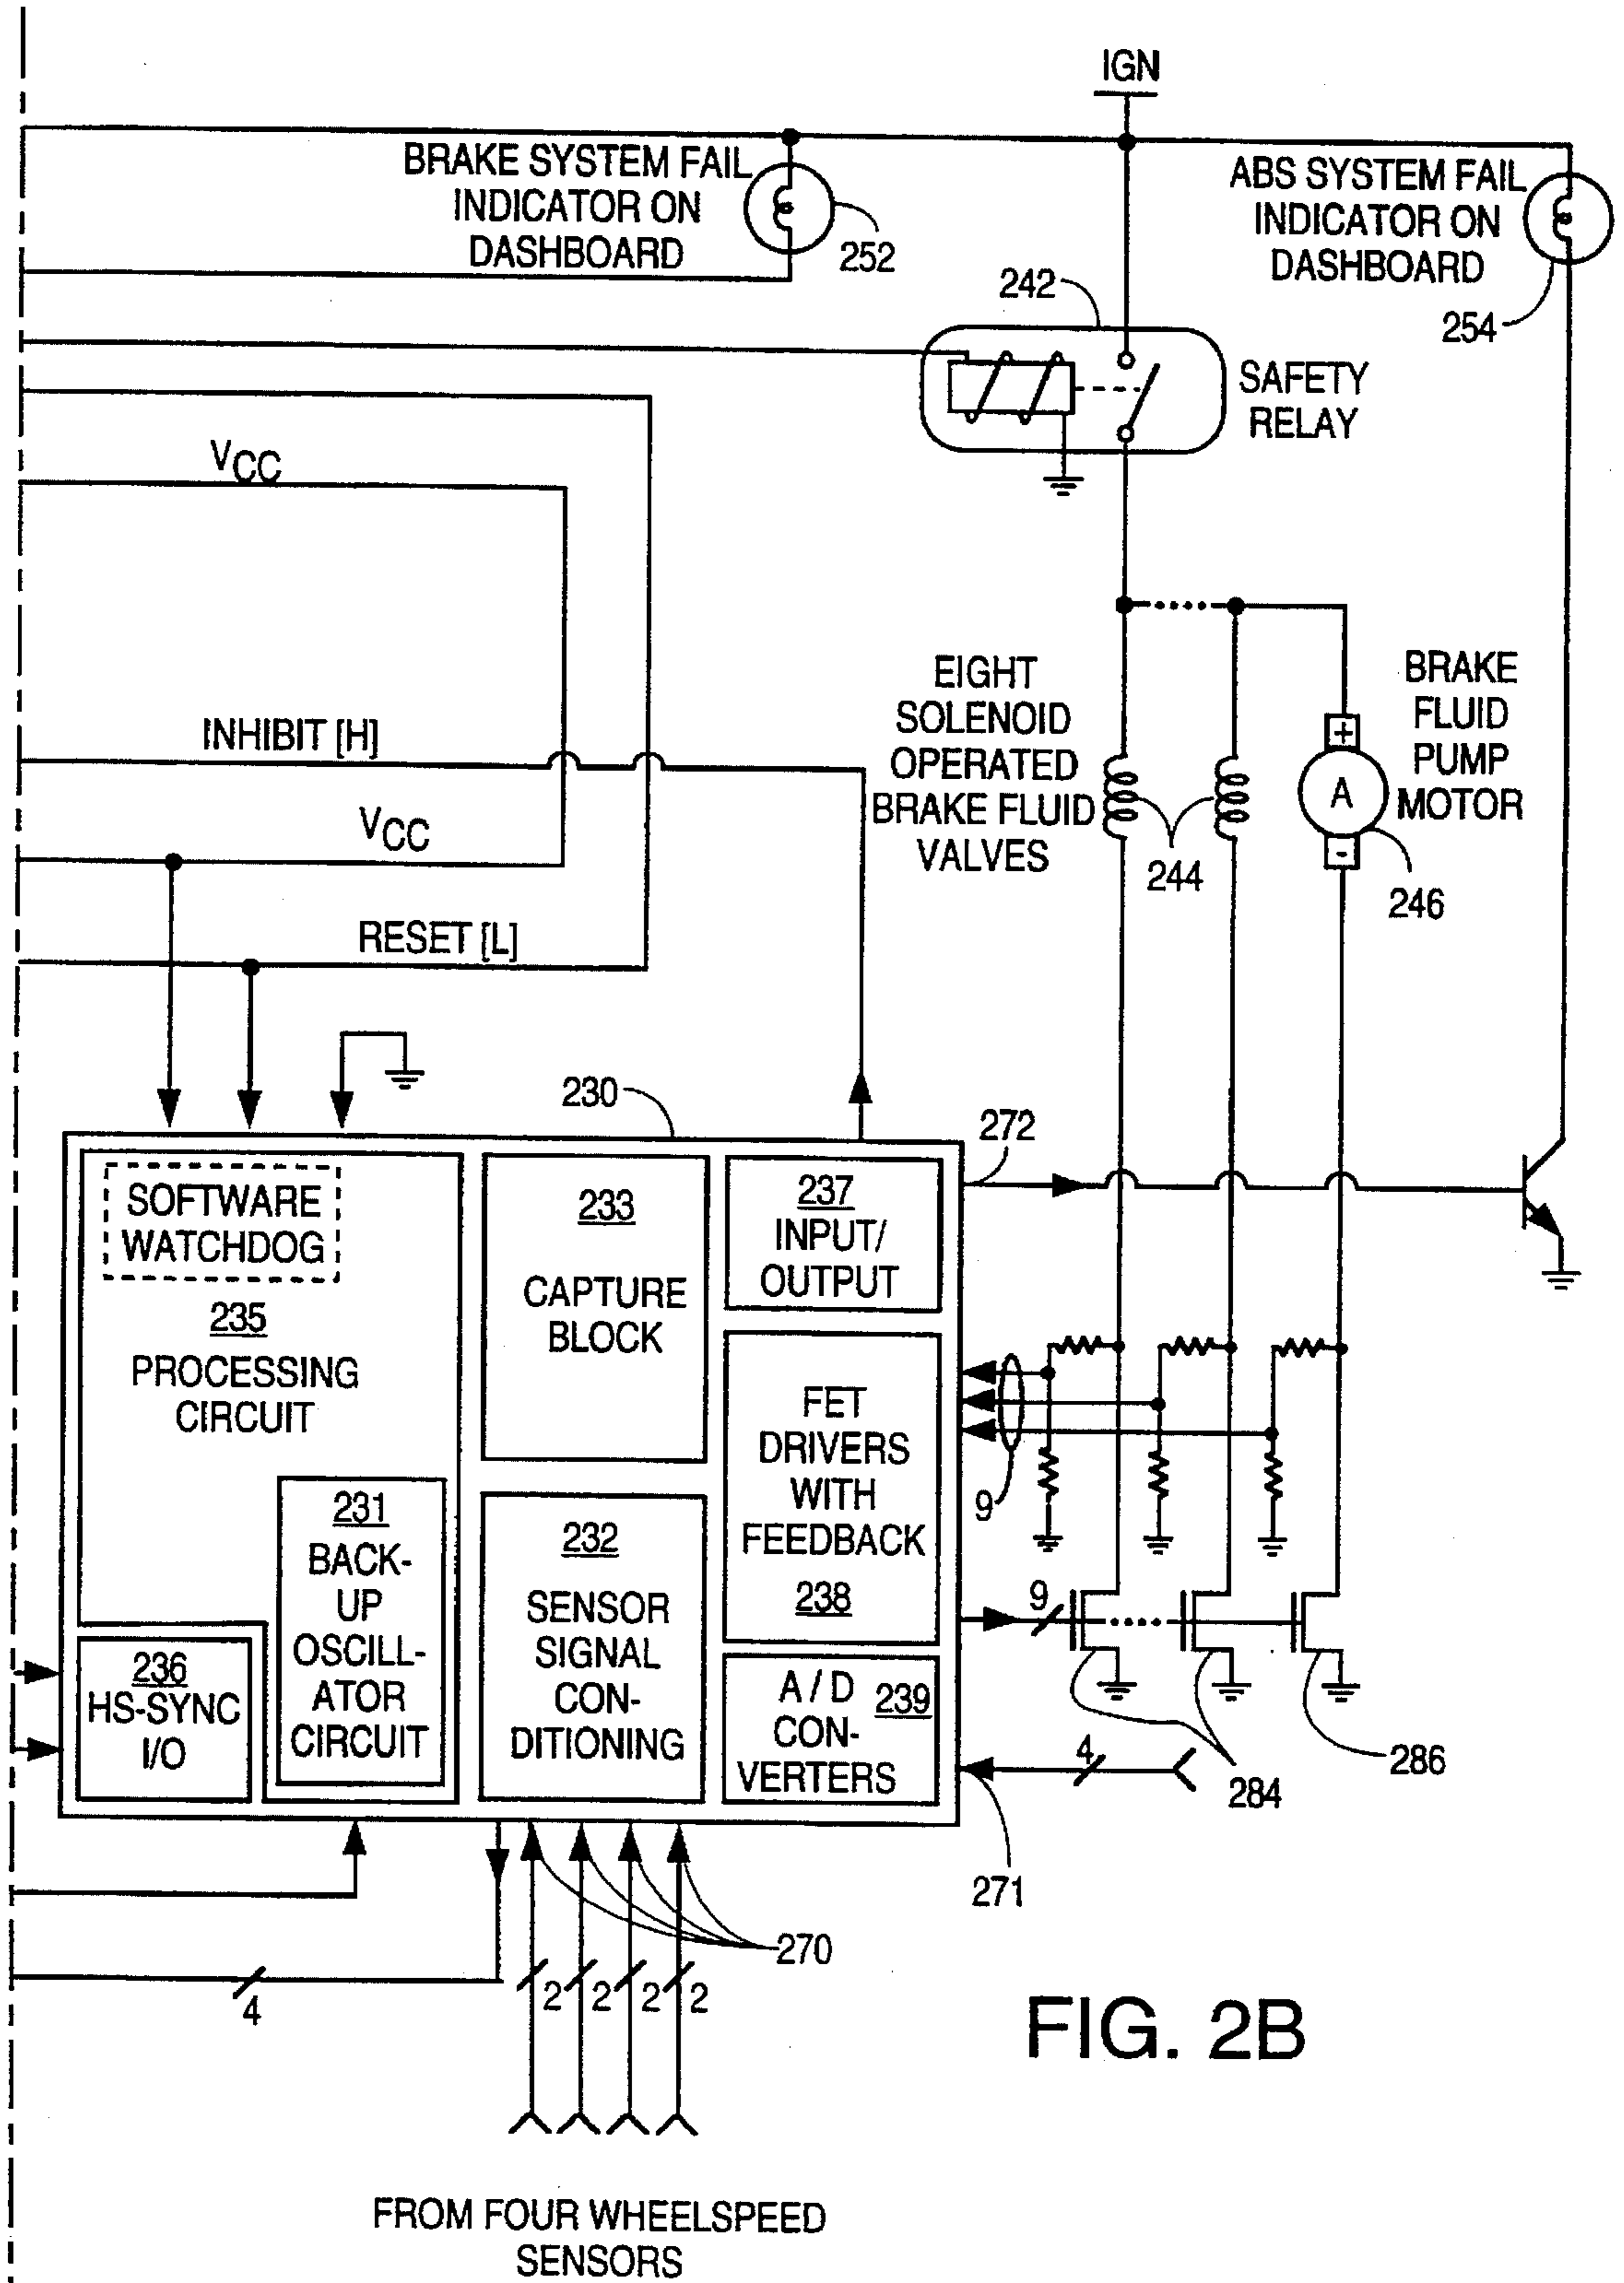 IGN
BRAKE SYSTEM FAIL
INDICATOR ON
DASHBOARD
252
ABS SYSTEM FAIL
INDICATOR ON
DASHBOARD
254
242
SAFETY
RELAY
VCC
INHIBIT [H]
VCC
RESET [L]
EIGHT
SOLENOID
OPERATED
BRAKE FLUID
VALVES
244
BRAKE
FLUID
PUMP
MOTOR
+
A
-
246
230
272
SOFTWARE
WATCHDOG
235
PROCESSING
CIRCUIT
231
BACK-
UP
OSCILL-
ATOR
CIRCUIT
236
HS-SYNC
I/O
233
CAPTURE
BLOCK
232
SENSOR
SIGNAL
CON-
DITIONING
237
INPUT/
OUTPUT
FET
DRIVERS
WITH
FEEDBACK
238
A / D
239
CON-
VERTERS
9
9
284
286
4
271
270
4
2
2
2
2
FIG. 2B
FROM FOUR WHEELSPEED
SENSORS